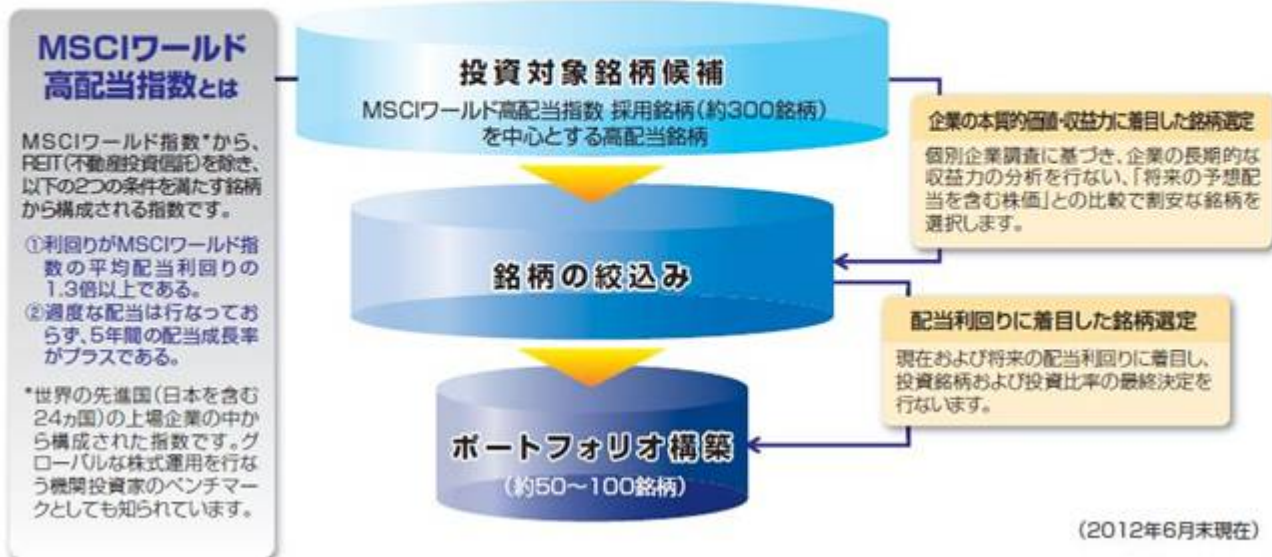 MSCIワールド
高配当指数とは
MSCIワールド指数*から、
REIT(不動産投資信託)を除き、
以下の2つの条件を満たす銘柄
から構成される指数です。
①利回りがMSCIワールド指
数の平均配当利回りの
1.3倍以上である。
②過度な配当は行なってお
らず、5年間の配当成長率
がプラスである。
*世界の先進国(日本を含む
24ヵ国)の上場企業の中か
ら構成された指数です。グ
ローバルな株式運用を行な
う機関投資家のベンチマー
クとしても知られています。
投資対象銘柄候補
MSCIワールド高配当指数 採用銘柄(約300銘柄)
を中心とする高配当銘柄
企業の本質的価値・収益力に着目した銘柄選定
個別企業調査に基づき、企業の長期的な
収益力の分析を行ない、「将来の予想配
当を含む株価」との比較で割安な銘柄を
選択します。
銘柄の絞込み
配当利回りに着目した銘柄選定
現在および将来の配当利回りに着目し、
投資銘柄および投資比率の最終決定を
行ないます。
ポートフォリオ構築
(約50〜100銘柄)
(2012年6月末現在)